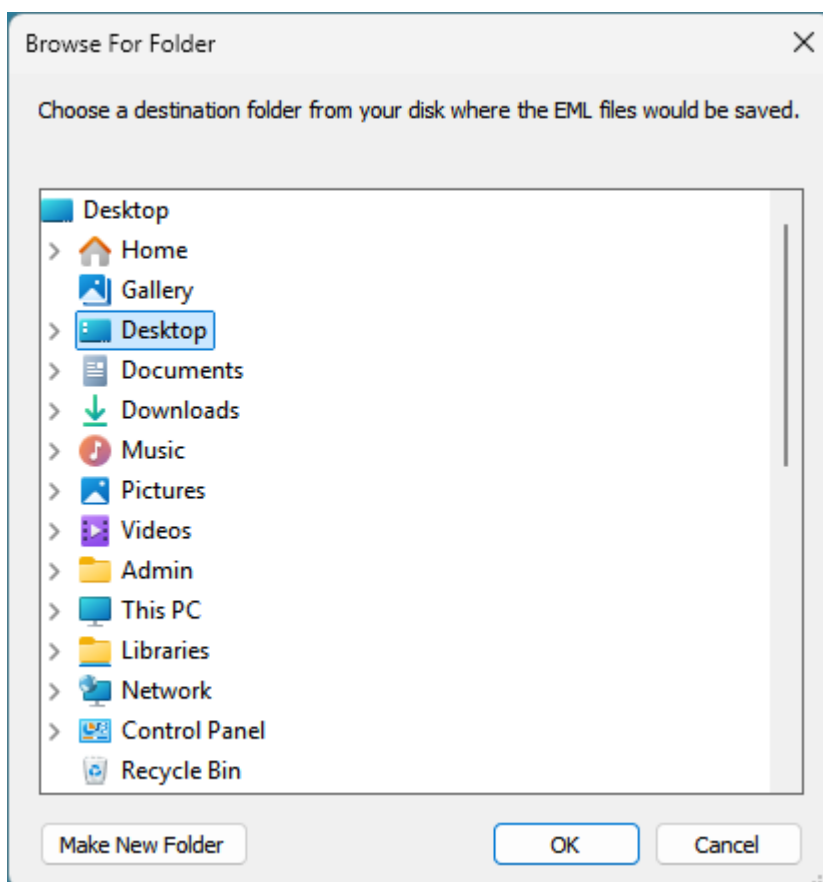 Browse For Folder
Choose a destination folder from your disk where the EML files would be saved.
Desktop
Home
Gallery
Desktop
Documents
Downloads
Music
Pictures
Videos
Admin
This PC
Libraries
Network
Control Panel
Recycle Bin
Make New Folder OK Cancel